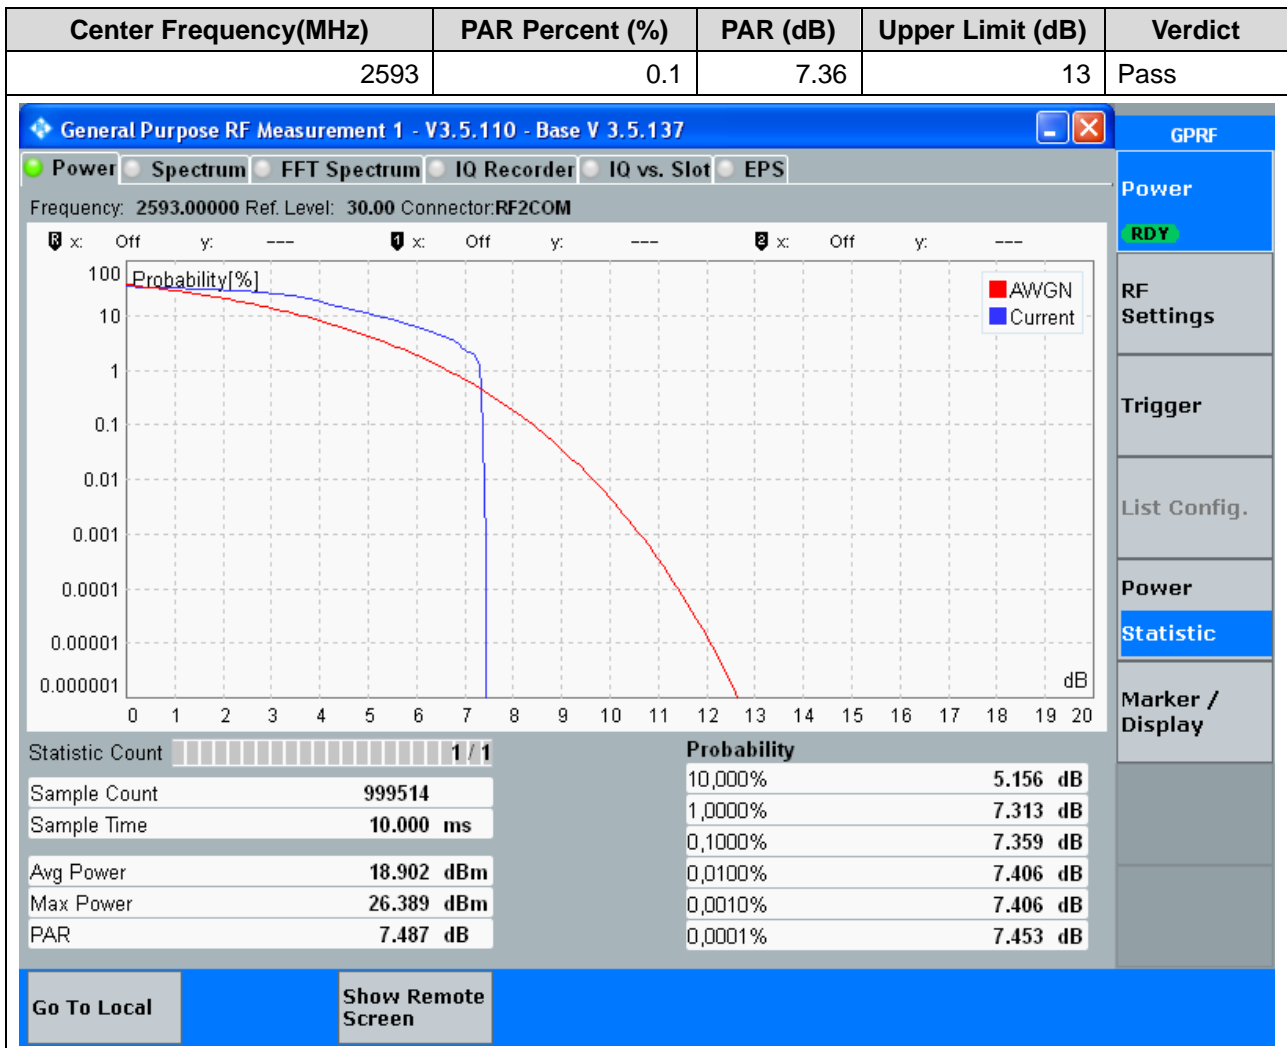 Center Frequency(MHz) PAR Percent (%) PAR (dB) Upper Limit (dB) Verdict
2593 0.1 7.36 13 Pass
General Purpose RF Measurement 1 - V3.5.110 - Base V 3.5.137
GPRF
Power Spectrum FFT Spectrum IQ Recorder IQ vs. Slot EPS
Power
RDY
Frequency: 2593.00000 Ref. Level: 30.00 Connector:RF2COM
R x: Off y: --- 1 x: Off y: --- 2 x: Off y: ---
Probability[%]
100
10
1
0.1
0.01
0.001
0.0001
0.00001
0.000001
AWGN
Current
dB
0 1 2 3 4 5 6 7 8 9 10 11 12 13 14 15 16 17 18 19 20
RF
Settings
Trigger
List Config.
Power
Statistic
Marker /
Display
Statistic Count 1 / 1
Sample Count 999514
Sample Time 10.000 ms
Avg Power 18.902 dBm
Max Power 26.389 dBm
PAR 7.487 dB
Probability
10,000% 5.156 dB
1,0000% 7.313 dB
0,1000% 7.359 dB
0,0100% 7.406 dB
0,0010% 7.406 dB
0,0001% 7.453 dB
Go To Local
Show Remote
Screen